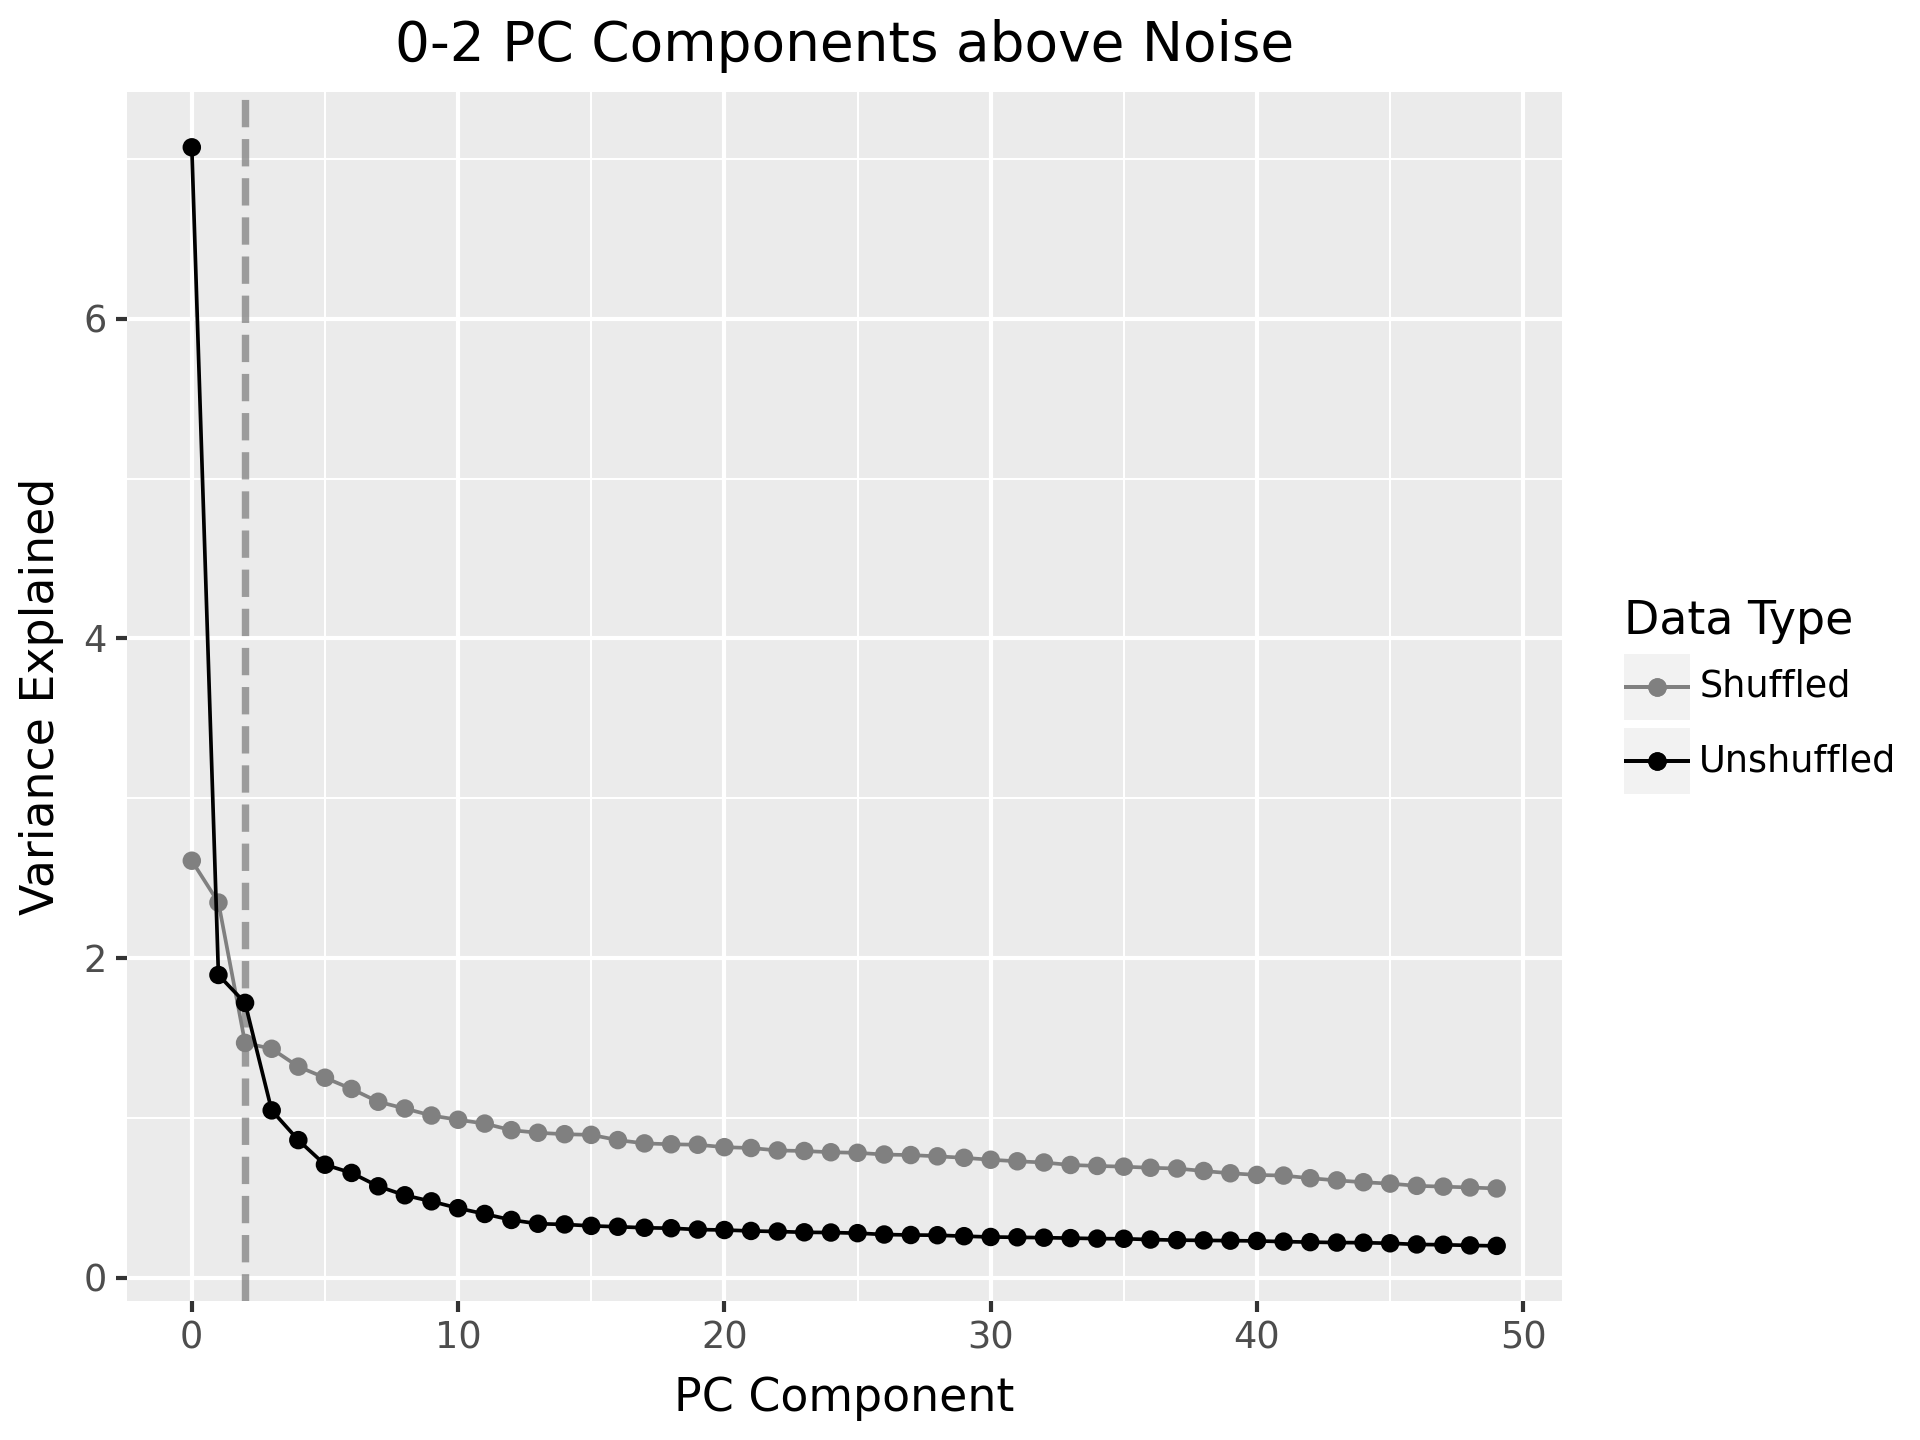 0-2 PC Components above Noise
Variance Explained
6
4
2
0
0 10 20 30 40 50
PC Component
Data Type
Shuffled
Unshuffled